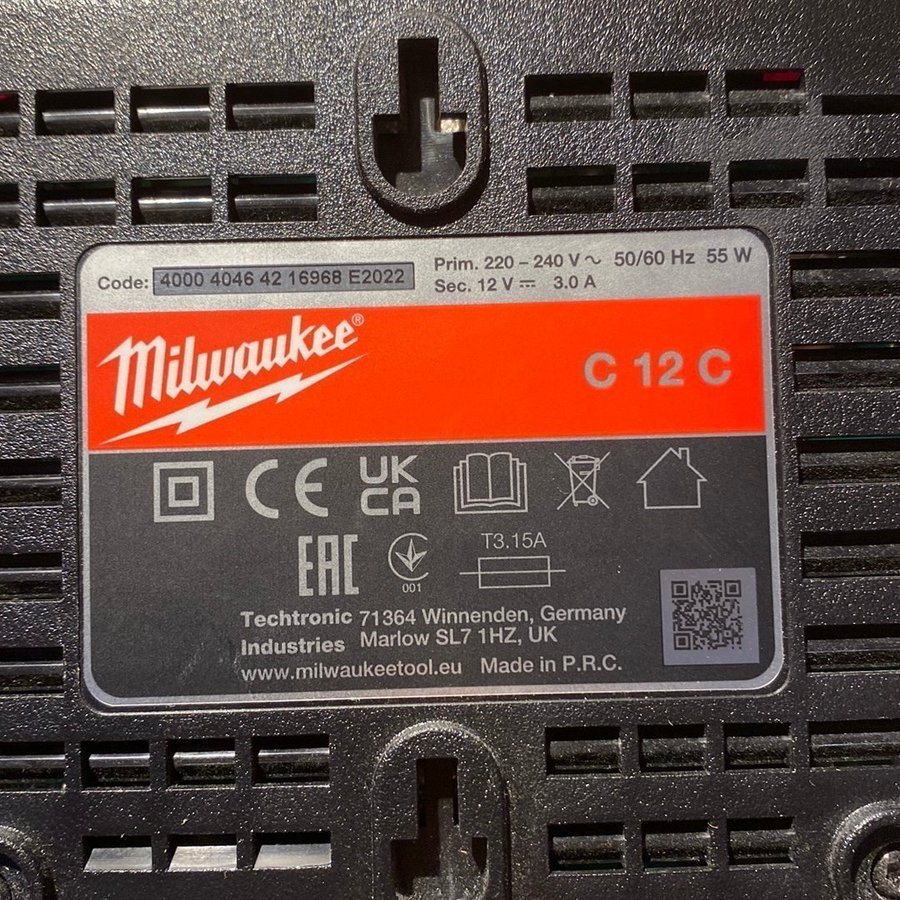 Code: 4000 4046 42 16968 E2022
Prim. 220 – 240 V ~ 50/60 Hz 55 W
Sec. 12 V ⎓ 3.0 A
Milwaukee®
C 12 C
CE
UK
CA
EAC
001
T3.15A
Techtronic Industries
71364 Winnenden, Germany
Marlow SL7 1HZ, UK
www.milwaukeetool.eu Made in P.R.C.